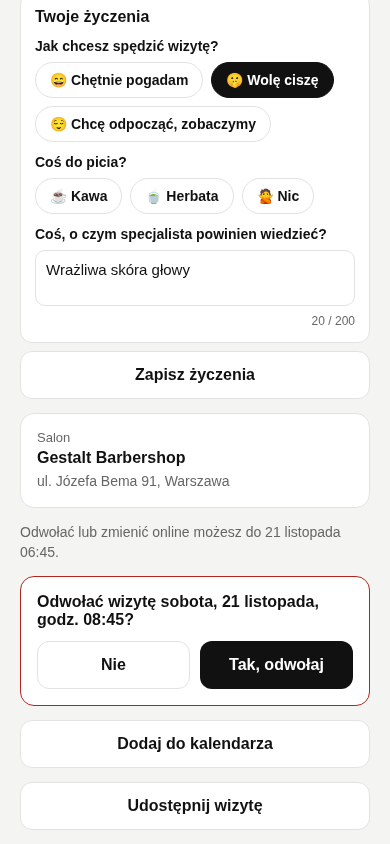 Twoje życzenia
Jak chcesz spędzić wizytę?
😄 Chętnie pogadam
🤫 Wolę ciszę
😌 Chcę odpocząć, zobaczymy
Coś do picia?
☕ Kawa
🍵 Herbata
🙅 Nic
Coś, o czym specjalista powinien wiedzieć?
Wrażliwa skóra głowy
20 / 200
Zapisz życzenia
Salon
Gestalt Barbershop
ul. Józefa Bema 91, Warszawa
Odwołać lub zmienić online możesz do 21 listopada
06:45.
Odwołać wizytę sobota, 21 listopada,
godz. 08:45?
Nie
Tak, odwołaj
Dodaj do kalendarza
Udostępnij wizytę